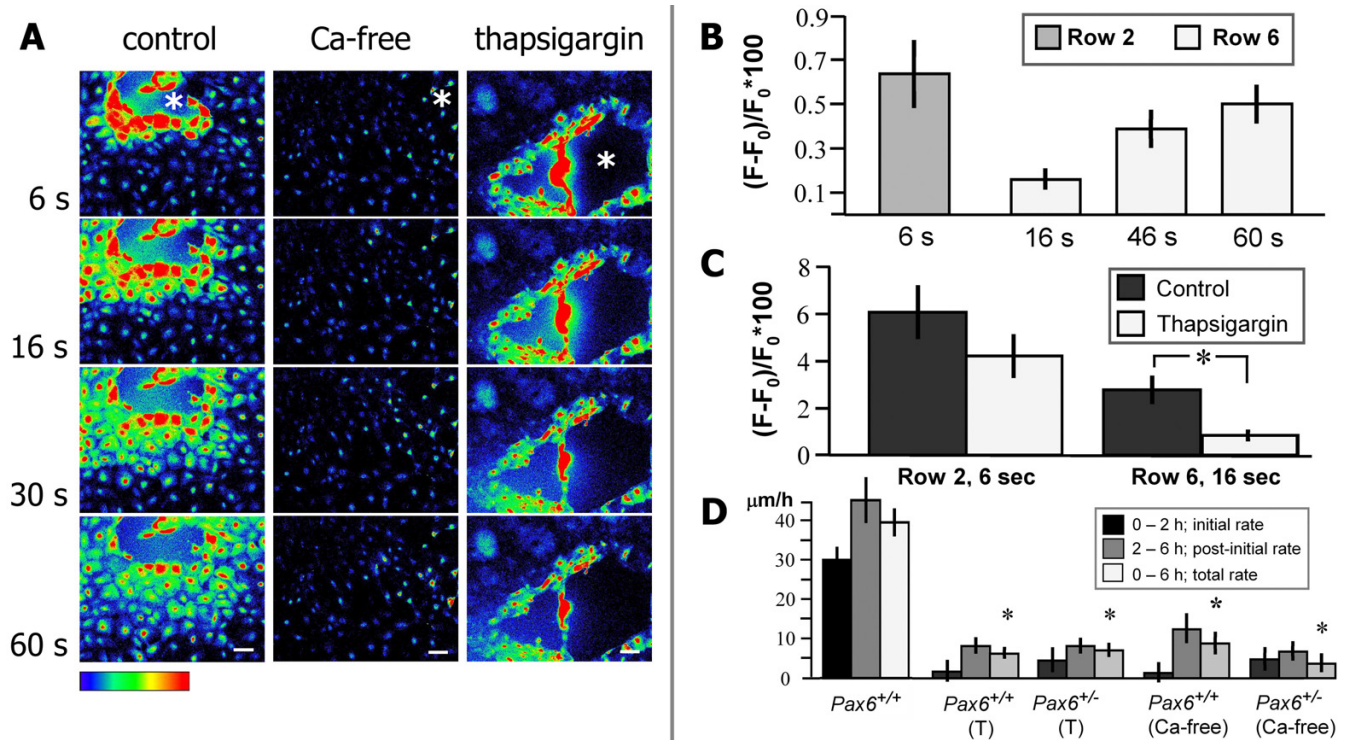 A
control Ca-free thapsigargin
* * *
6 s
16 s
30 s
60 s
B
(F-F0)/F0*100
0.9
0.7
0.5
0.3
0.1
Row 2 Row 6
6 s 16 s 46 s 60 s
C
(F-F0)/F0*100
8
6
4
2
0
Control
Thapsigargin
*
Row 2, 6 sec Row 6, 16 sec
D
μm/h
40
30
20
10
0
0 – 2 h; initial rate
2 – 6 h; post-initial rate
0 – 6 h; total rate
* * * *
Pax6+/+ Pax6+/+ Pax6+/- Pax6+/+ Pax6+/-
(T) (T) (Ca-free) (Ca-free)